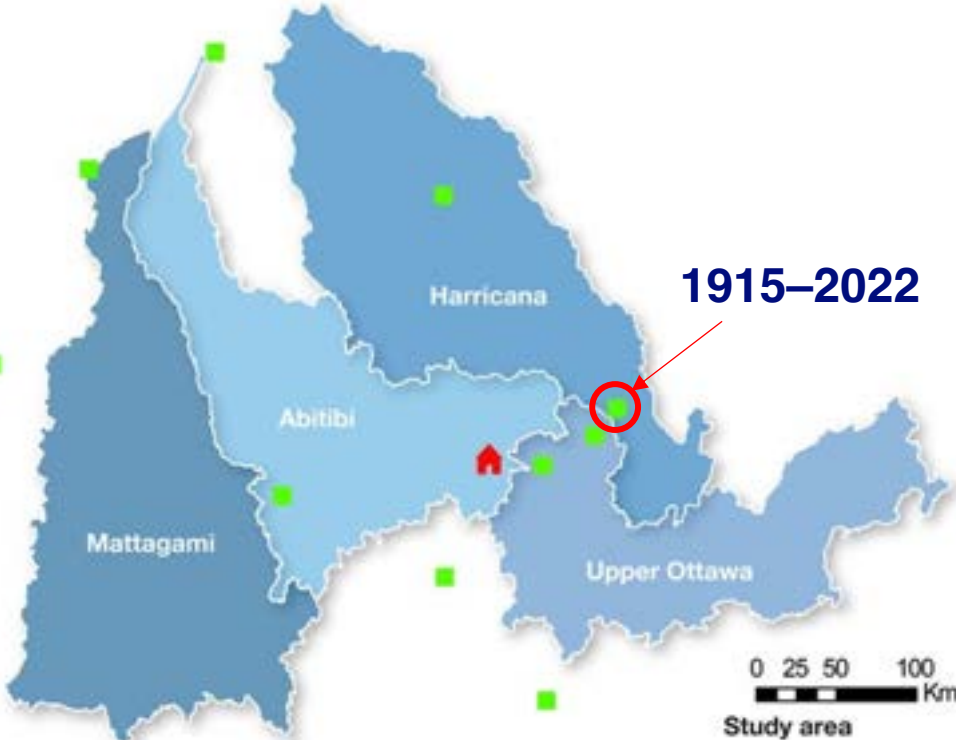 Harricana
1915–2022
Abitibi
Mattagami
Upper Ottawa
0 25 50 100
Km
Study area